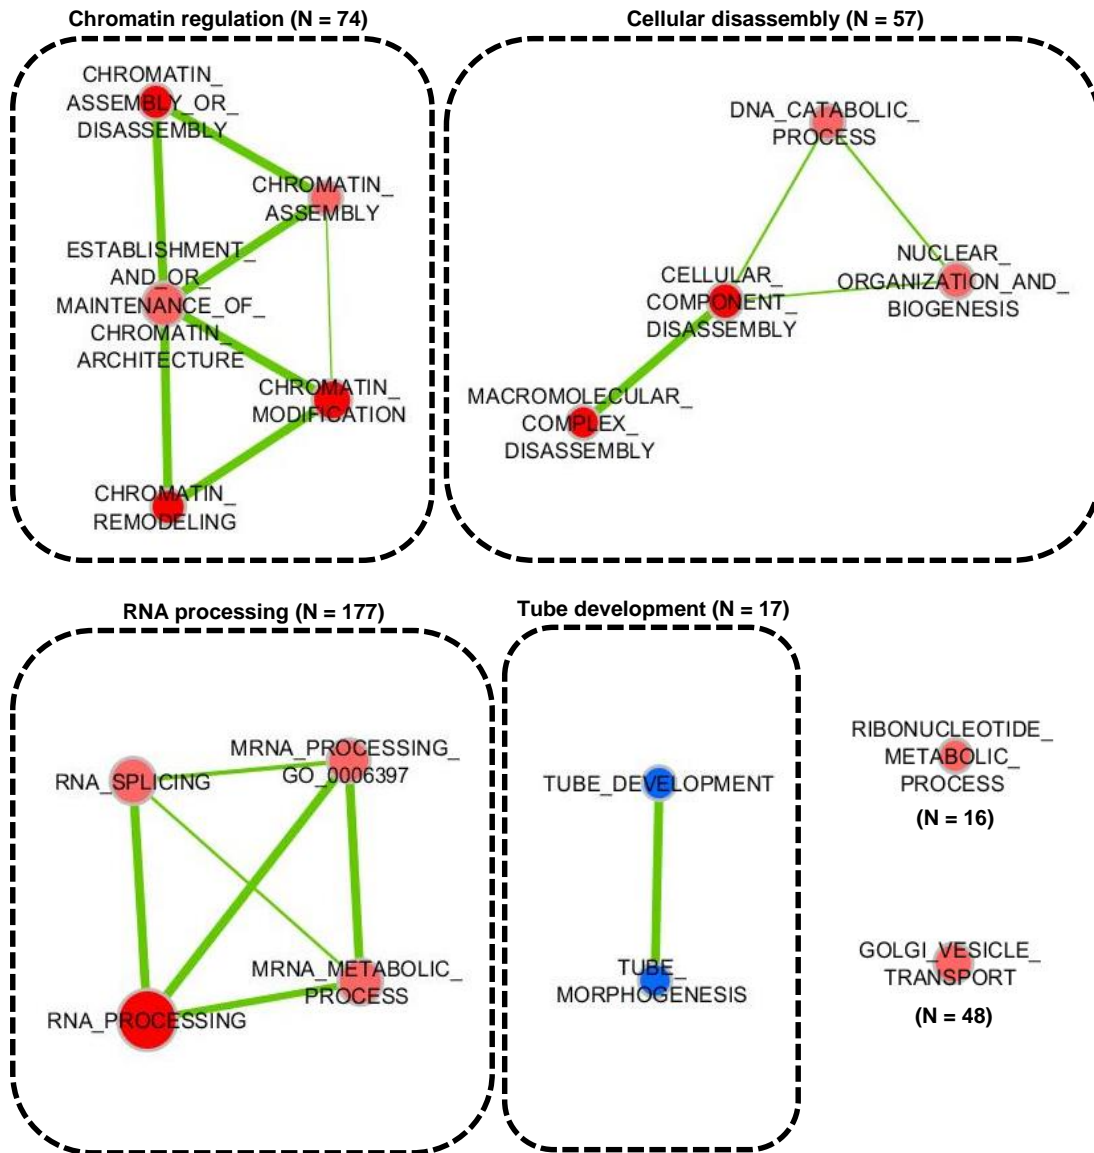 Chromatin regulation (N = 74)
CHROMATIN_
ASSEMBLY_OR_
DISASSEMBLY
CHROMATIN_
ASSEMBLY
ESTABLISHMENT_
AND_OR_
MAINTENANCE_OF_
CHROMATIN_
ARCHITECTURE
CHROMATIN_
MODIFICATION
CHROMATIN_
REMODELING
Cellular disassembly (N = 57)
DNA_CATABOLIC_
PROCESS
NUCLEAR_
ORGANIZATION_AND_
BIOGENESIS
CELLULAR_
COMPONENT_
DISASSEMBLY
MACROMOLECULAR_
COMPLEX_
DISASSEMBLY
RNA processing (N = 177)
MRNA_PROCESSING_
GO_0006397
RNA_SPLICING
MRNA_METABOLIC_
PROCESS
RNA_PROCESSING
Tube development (N = 17)
TUBE_DEVELOPMENT
TUBE_
MORPHOGENESIS
RIBONUCLEOTIDE_
METABOLIC_
PROCESS
(N = 16)
GOLGI_VESICLE_
TRANSPORT
(N = 48)